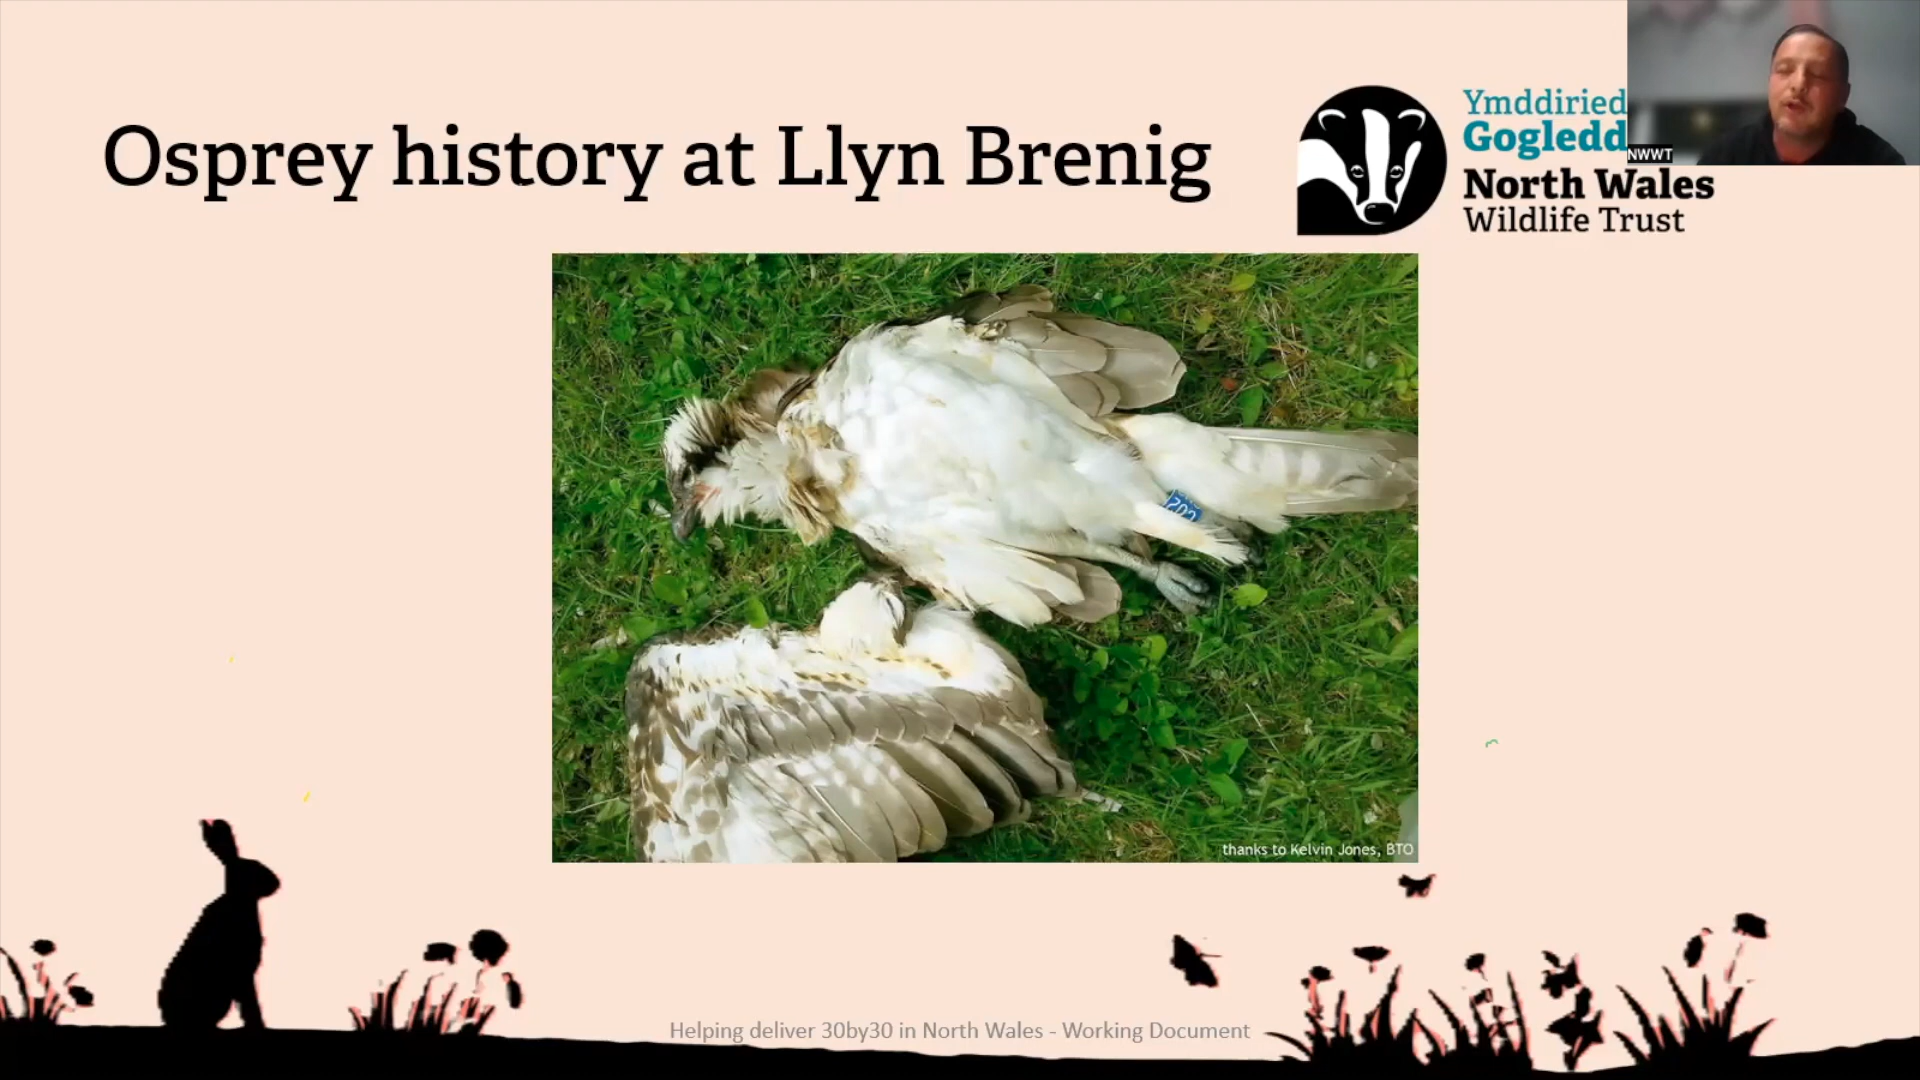 Osprey history at Llyn Brenig
Ymddiried
Gogledd
North Wales
Wildlife Trust
NWWT
thanks to Kelvin Jones, BTO
Helping deliver 30by30 in North Wales - Working Document